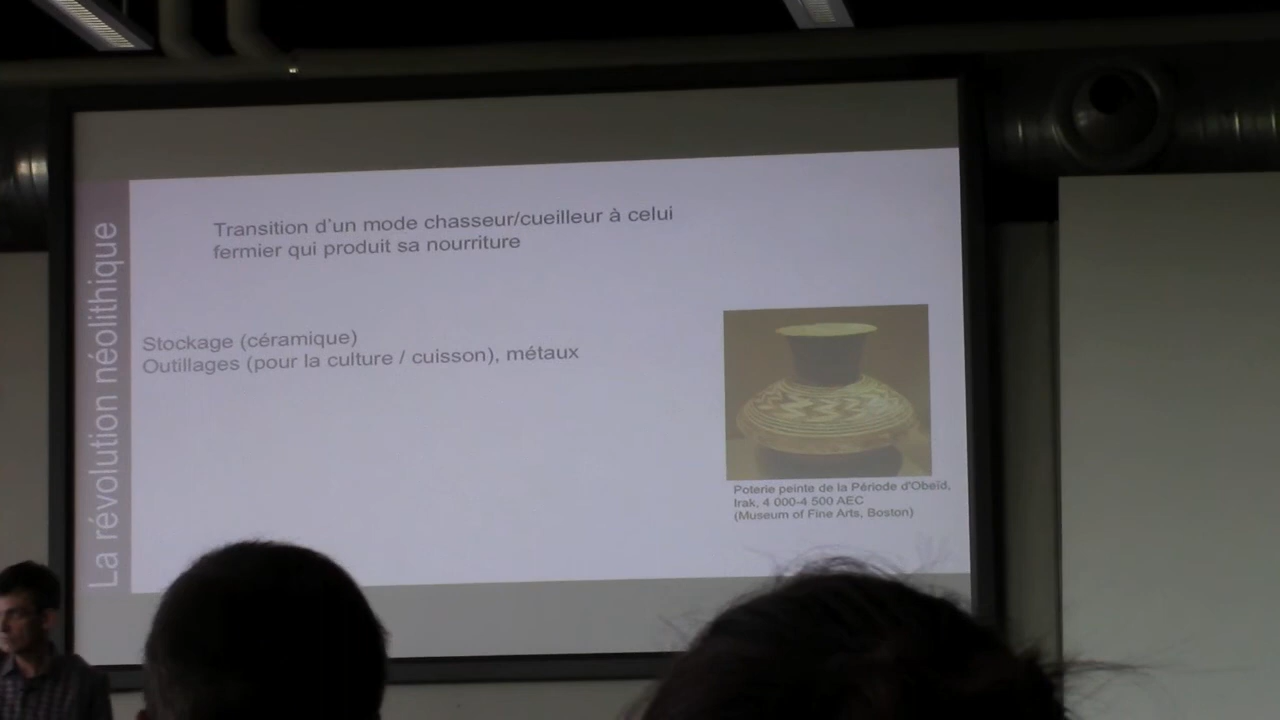 La révolution néolithique
Transition d'un mode chasseur/cueilleur à celui
fermier qui produit sa nourriture
Stockage (céramique)
Outillages (pour la culture / cuisson), métaux
Poterie peinte de la Période d'Obeïd,
Irak, 4 000-4 500 AEC
(Museum of Fine Arts, Boston)